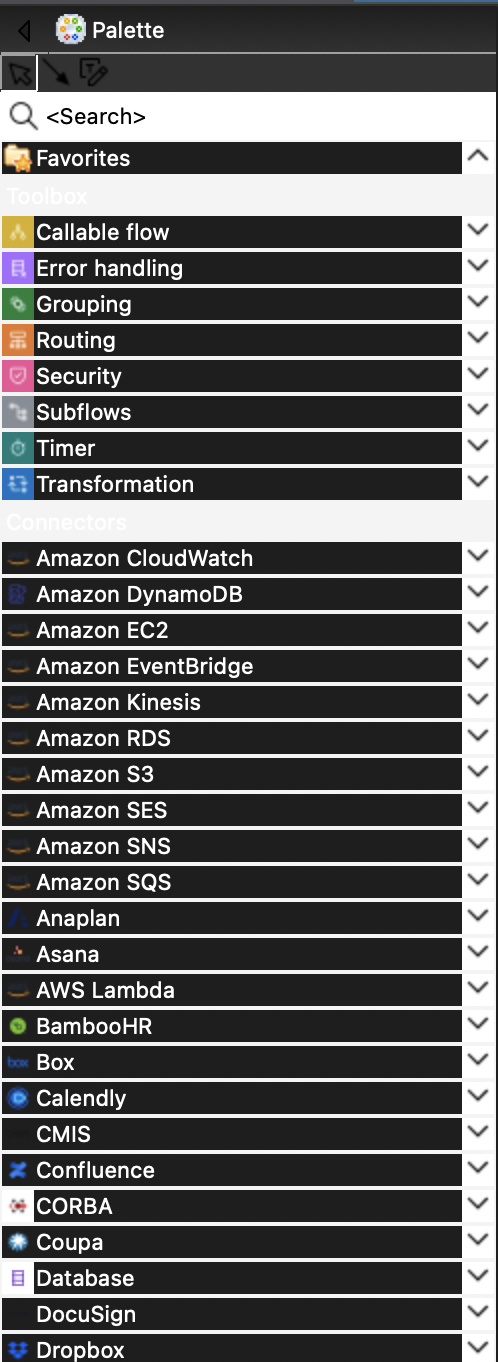 Palette
<Search>
Favorites
Toolbox
Callable flow
Error handling
Grouping
Routing
Security
Subflows
Timer
Transformation
Connectors
Amazon CloudWatch
Amazon DynamoDB
Amazon EC2
Amazon EventBridge
Amazon Kinesis
Amazon RDS
Amazon S3
Amazon SES
Amazon SNS
Amazon SQS
Anaplan
Asana
AWS Lambda
BambooHR
box Box
Calendly
CMIS
Confluence
CORBA
Coupa
Database
DocuSign
Dropbox